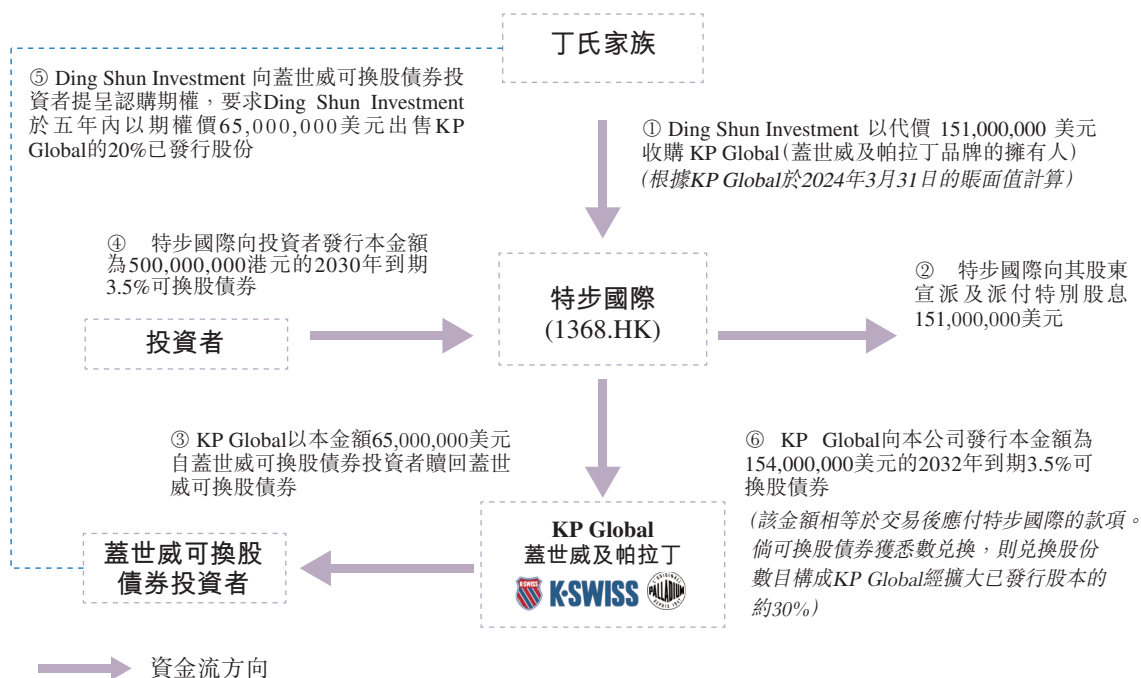 丁氏家族
⑤ Ding Shun Investment 向蓋世威可換股債券投
資者提呈認購期權，要求Ding Shun Investment
於五年內以期權價65,000,000美元出售KP
Global的20%已發行股份
① Ding Shun Investment 以代價 151,000,000 美元
收購 KP Global（蓋世威及帕拉丁品牌的擁有人）
（根據KP Global於2024年3月31日的賬面值計算）
④ 特步國際向投資者發行本金額
為500,000,000港元的2030年到期
3.5%可換股債券
投資者
特步國際
(1368.HK)
② 特步國際向其股東
宣派及派付特別股息
151,000,000美元
③ KP Global以本金額65,000,000美元
自蓋世威可換股債券投資者贖回蓋世
威可換股債券
⑥ KP Global向本公司發行本金額為
154,000,000美元的2032年到期3.5%可
換股債券
（該金額相等於交易後應付特步國際的款項。
倘可換股債券獲悉數兌換，則兌換股份
數目構成KP Global經擴大已發行股本的
約30%）
蓋世威可換股
債券投資者
KP Global
蓋世威及帕拉丁
K·SWISS
PALLADIUM
資金流方向